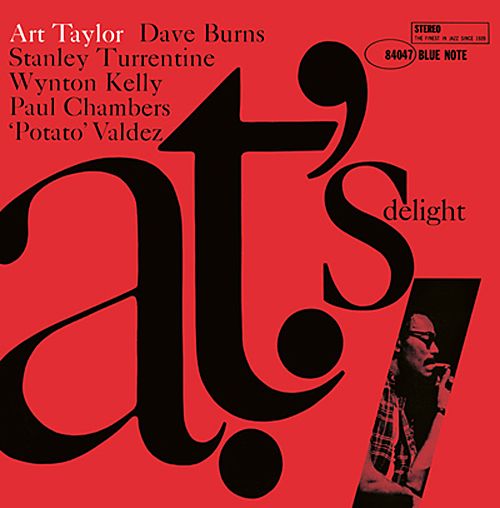 Art Taylor Dave Burns
Stanley Turrentine
Wynton Kelly
Paul Chambers
‘Potato’ Valdez
STEREO
THE FINEST IN JAZZ SINCE 1939
84047 BLUE NOTE
a.t.’s
delight